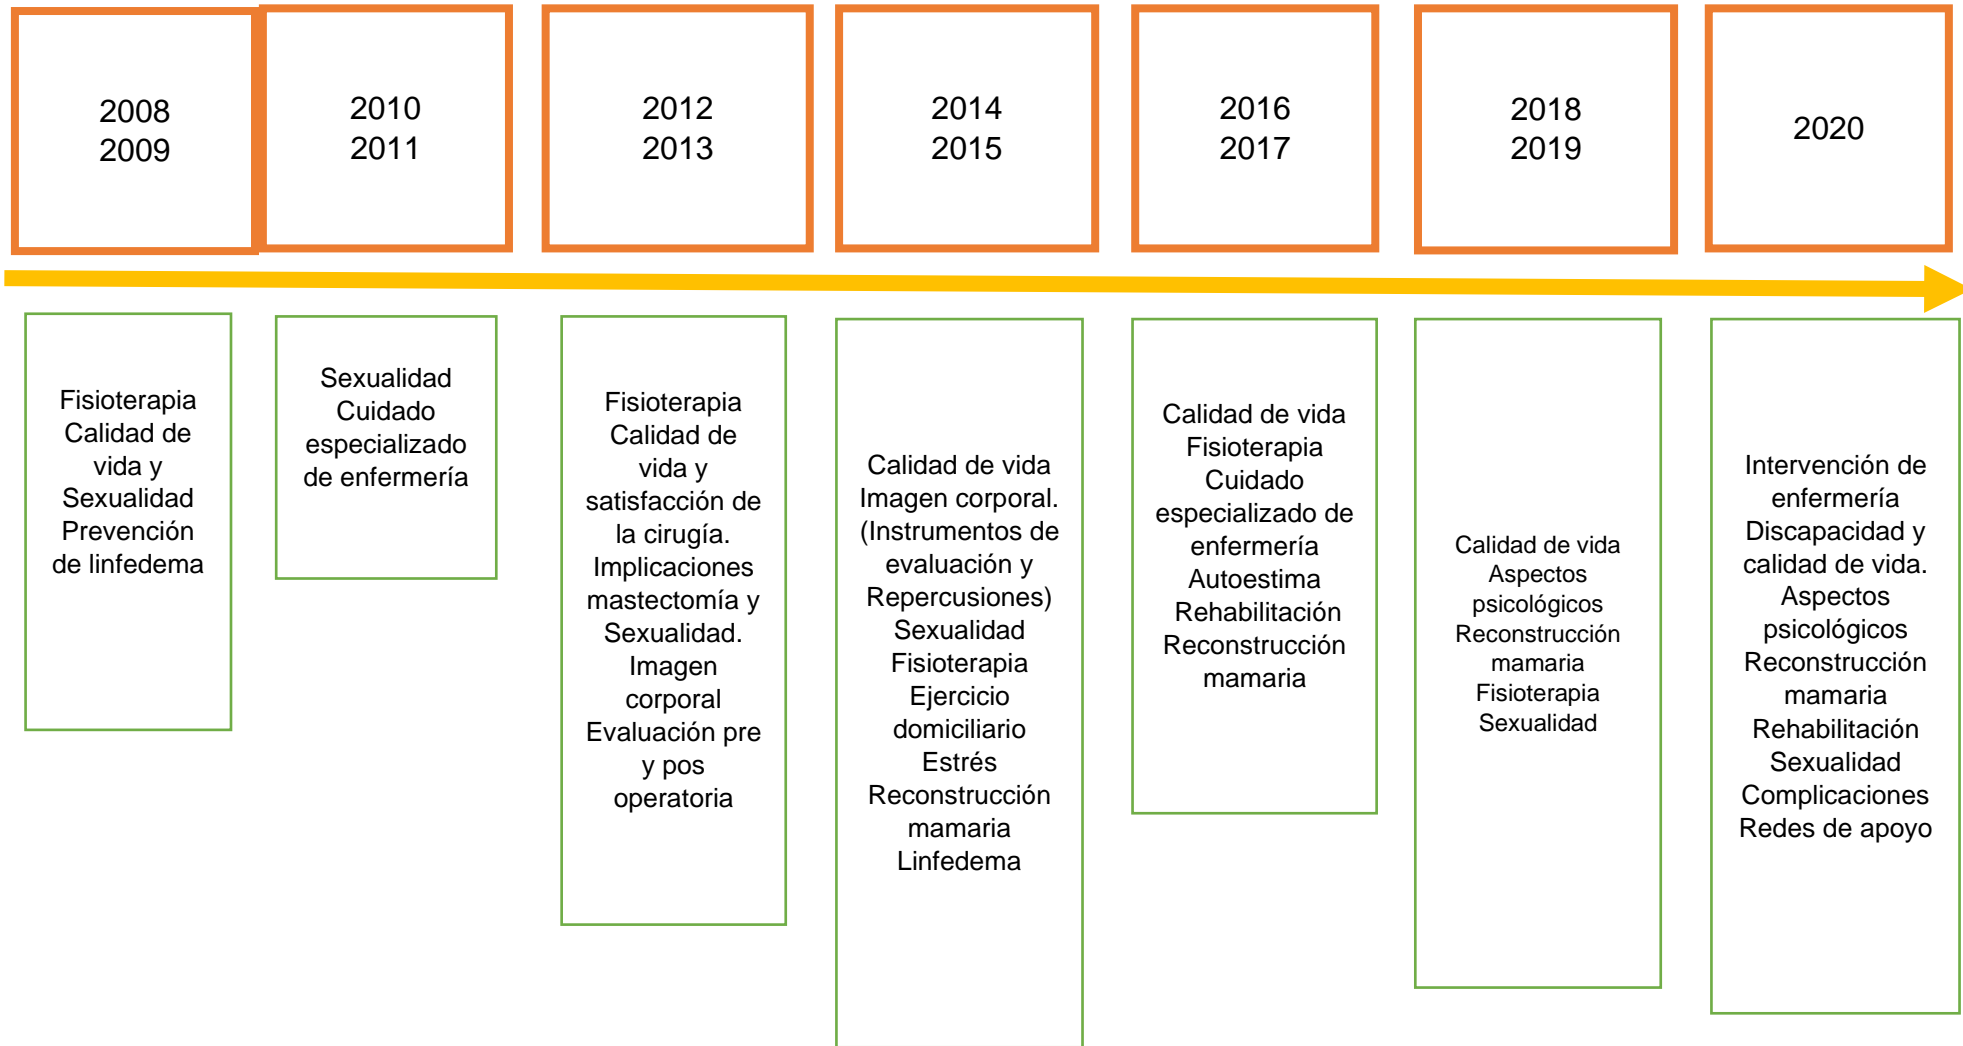 2008
2009
2010
2011
2012
2013
2014
2015
2016
2017
2018
2019
2020
Fisioterapia
Calidad de
vida y
Sexualidad
Prevención
de linfedema
Sexualidad
Cuidado
especializado
de enfermería
Fisioterapia
Calidad de
vida y
satisfacción de
la cirugía.
Implicaciones
mastectomía y
Sexualidad.
Imagen
corporal
Evaluación pre
y pos
operatoria
Calidad de vida
Imagen corporal.
(Instrumentos de
evaluación y
Repercusiones)
Sexualidad
Fisioterapia
Ejercicio
domiciliario
Estrés
Reconstrucción
mamaria
Linfedema
Calidad de vida
Fisioterapia
Cuidado
especializado de
enfermería
Autoestima
Rehabilitación
Reconstrucción
mamaria
Calidad de vida
Aspectos
psicológicos
Reconstrucción
mamaria
Fisioterapia
Sexualidad
Intervención de
enfermería
Discapacidad y
calidad de vida.
Aspectos
psicológicos
Reconstrucción
mamaria
Rehabilitación
Sexualidad
Complicaciones
Redes de apoyo